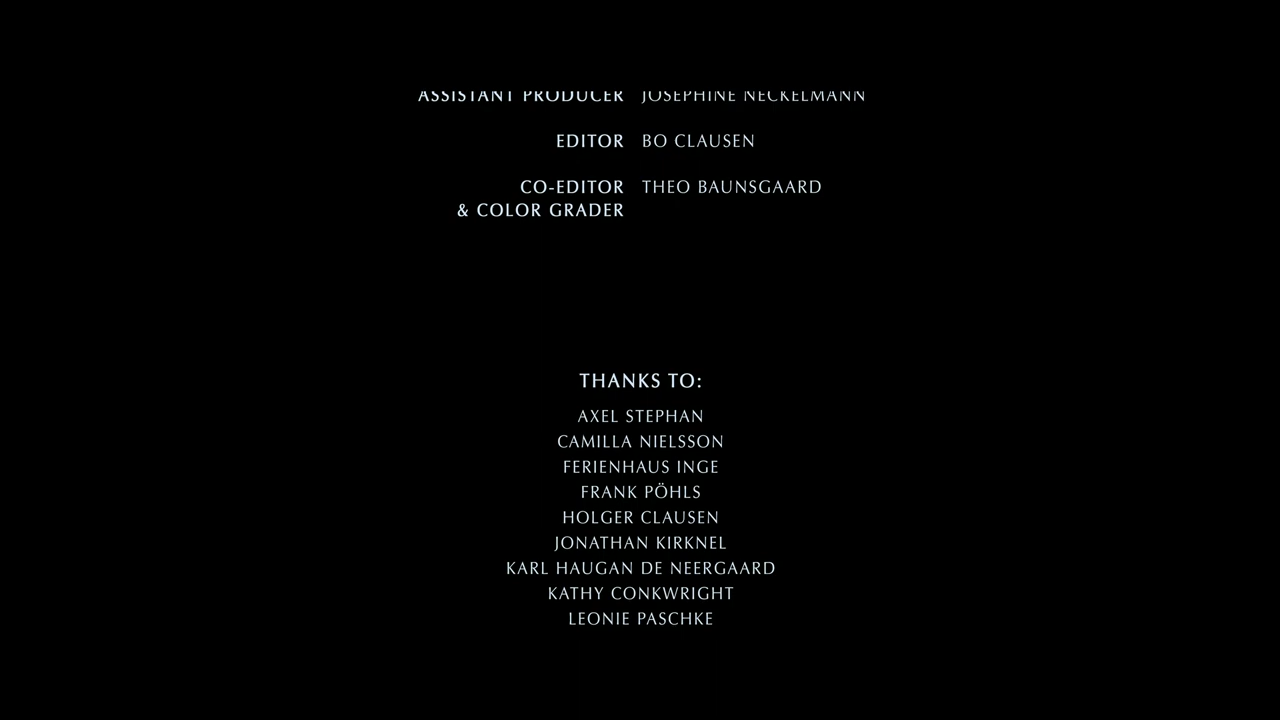 ASSISTANT PRODUCER JOSEPHINE NECKELMANN
EDITOR BO CLAUSEN
CO-EDITOR THEO BAUNSGAARD
& COLOR GRADER
THANKS TO:
AXEL STEPHAN
CAMILLA NIELSSON
FERIENHAUS INGE
FRANK PÖHLS
HOLGER CLAUSEN
JONATHAN KIRKNEL
KARL HAUGAN DE NEERGAARD
KATHY CONKWRIGHT
LEONIE PASCHKE